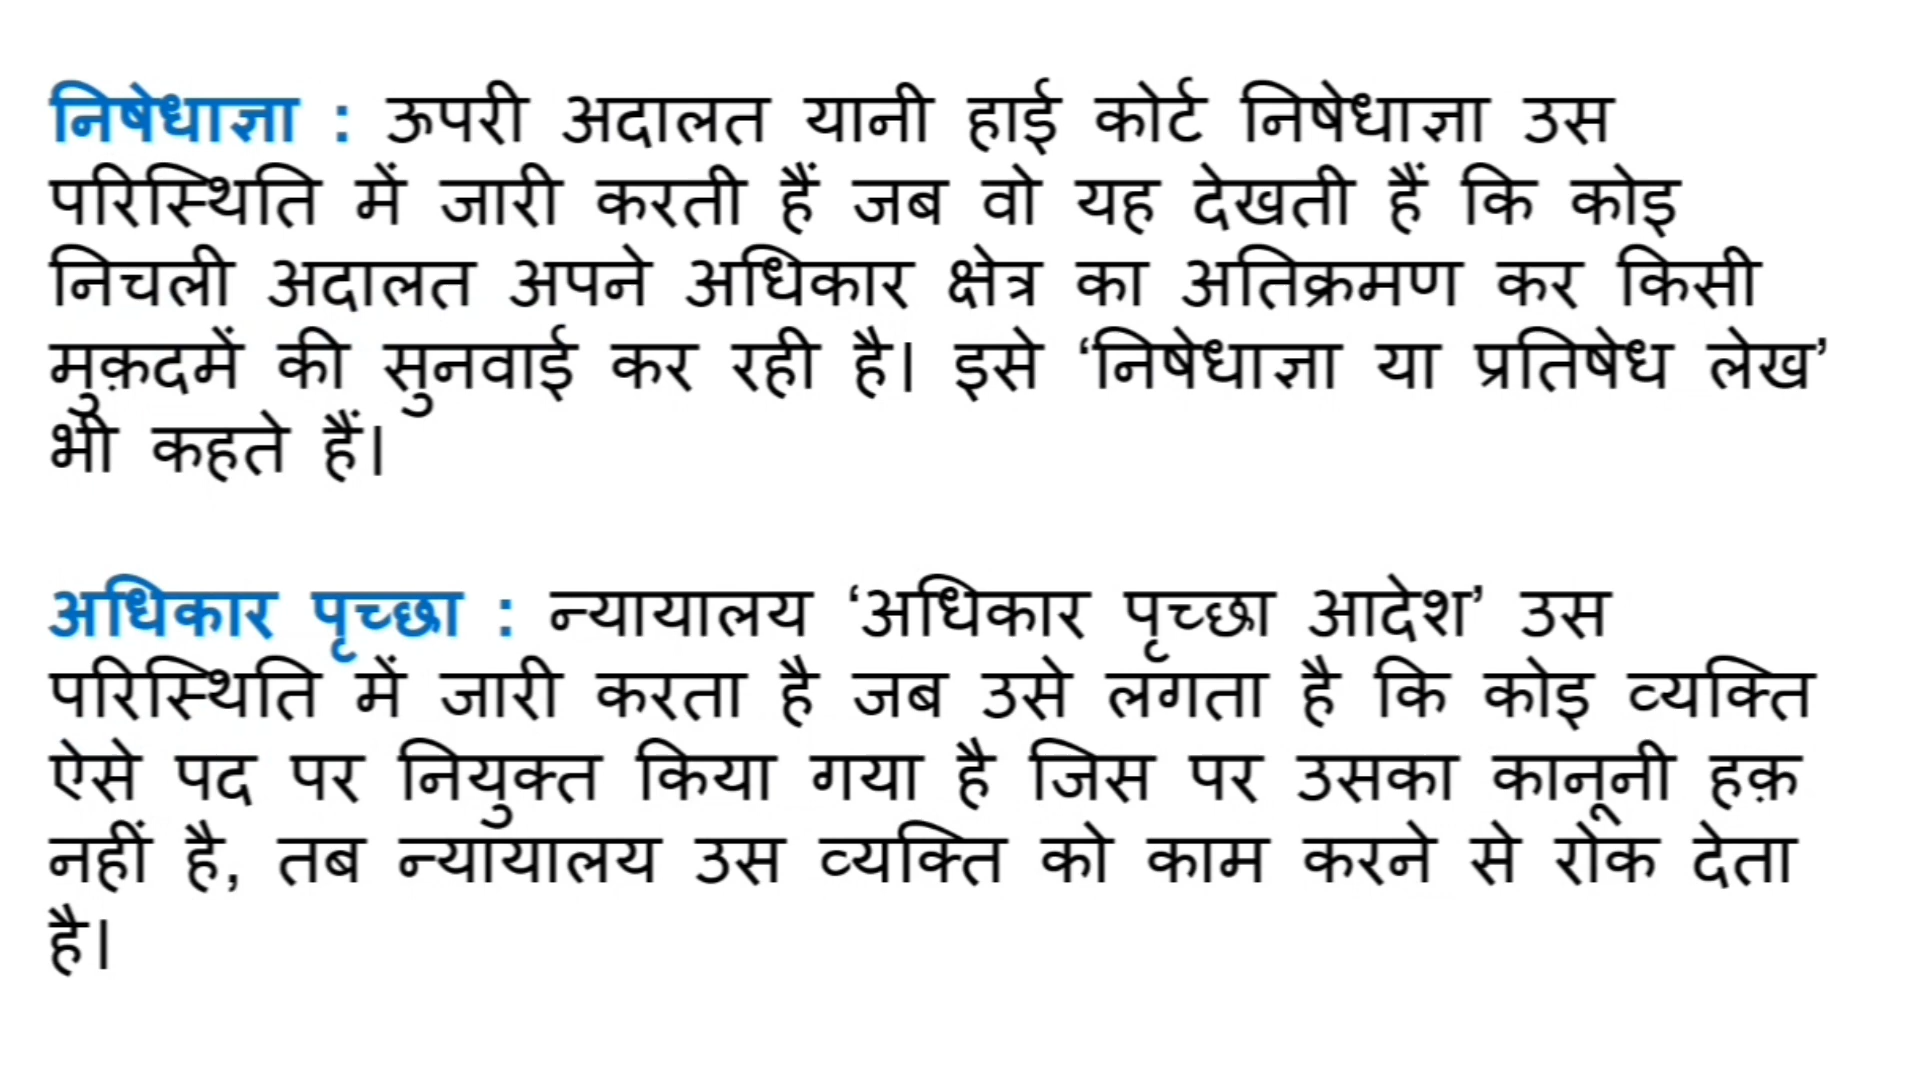 निषेधाज्ञा : ऊपरी अदालत यानी हाई कोर्ट निषेधाज्ञा उस
परिस्थिति में जारी करती हैं जब वो यह देखती हैं कि कोइ
निचली अदालत अपने अधिकार क्षेत्र का अतिक्रमण कर किसी
मुक़दमें की सुनवाई कर रही है। इसे ‘निषेधाज्ञा या प्रतिषेध लेख’
भी कहते हैं।
अधिकार पृच्छा : न्यायालय ‘अधिकार पृच्छा आदेश’ उस
परिस्थिति में जारी करता है जब उसे लगता है कि कोइ व्यक्ति
ऐसे पद पर नियुक्त किया गया है जिस पर उसका कानूनी हक़
नहीं है, तब न्यायालय उस व्यक्ति को काम करने से रोक देता
है।